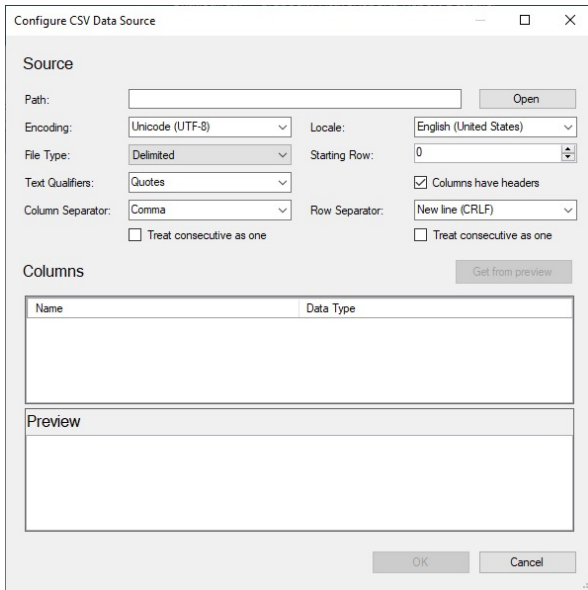 Configure CSV Data Source
Source
Path: Open
Encoding: Unicode (UTF-8) Locale: English (United States)
File Type: Delimited Starting Row: 0
Text Qualifiers: Quotes Columns have headers
Column Separator: Comma Row Separator: New line (CRLF)
Treat consecutive as one Treat consecutive as one
Columns Get from preview
Name Data Type
Preview
OK Cancel